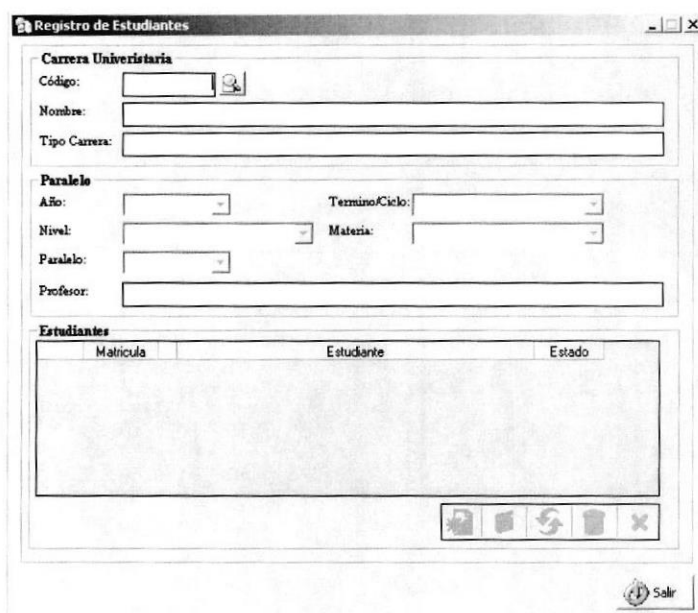 Registro de Estudiantes
Carrera Univeristaria
Código:
Nombre:
Tipo Carrera:
Paralelo
Año:
Termino/Ciclo:
Nivel:
Materia:
Paralelo:
Profesor:
Estudiantes
Matricula Estudiante Estado
Salir